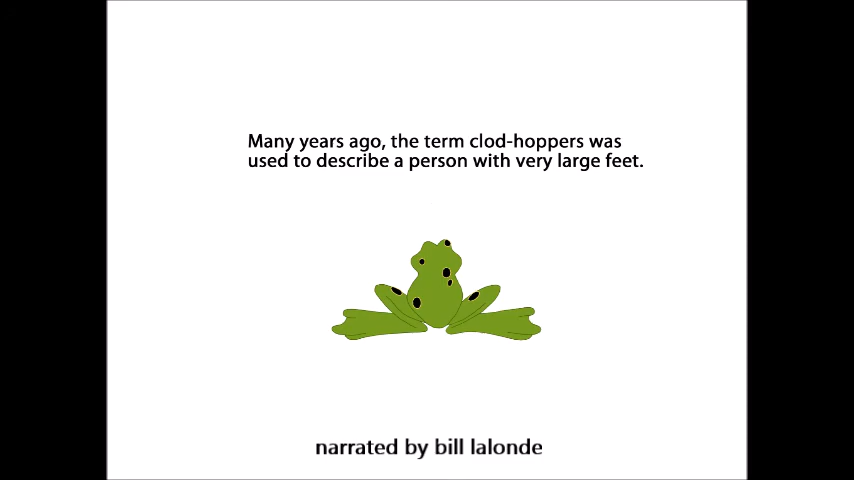 Many years ago, the term clod-hoppers was
used to describe a person with very large feet.
narrated by bill lalonde